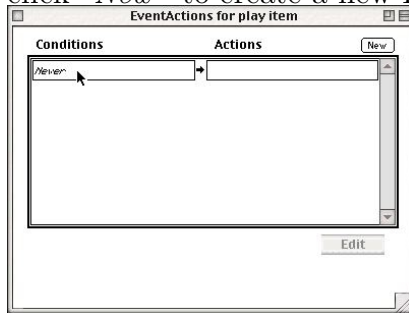 click "New" to create a new
EventActions for play item
Conditions Actions New
Never
Edit